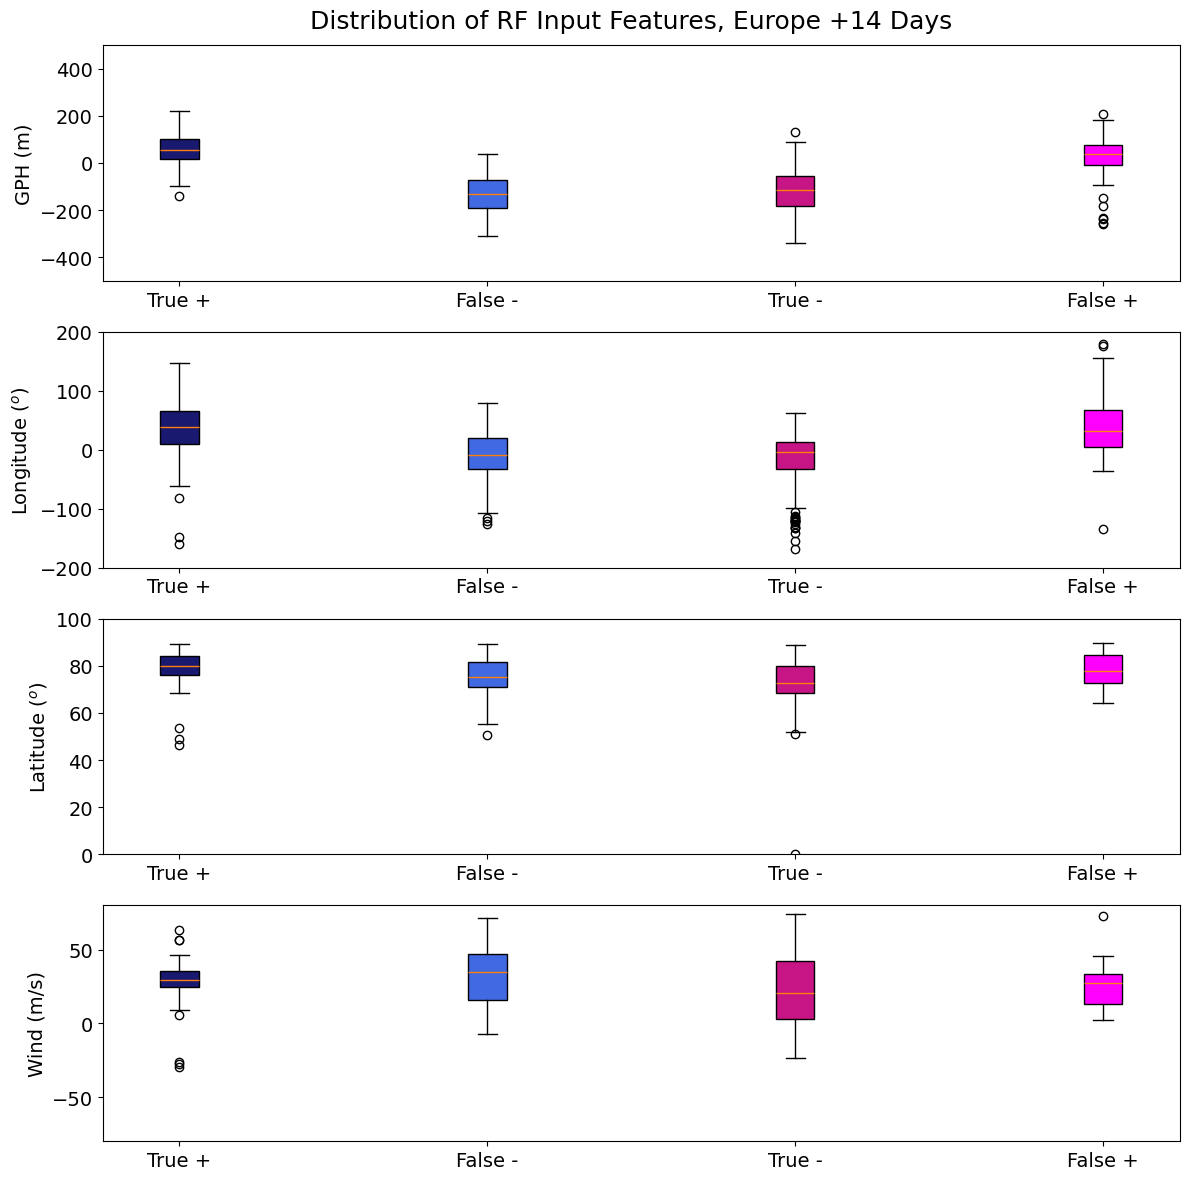 Distribution of RF Input Features, Europe +14 Days
GPH (m)
400
200
0
−200
−400
True +
False -
True -
False +
Longitude (°)
200
100
0
−100
−200
True +
False -
True -
False +
Latitude (°)
100
80
60
40
20
0
True +
False -
True -
False +
Wind (m/s)
50
0
−50
True +
False -
True -
False +